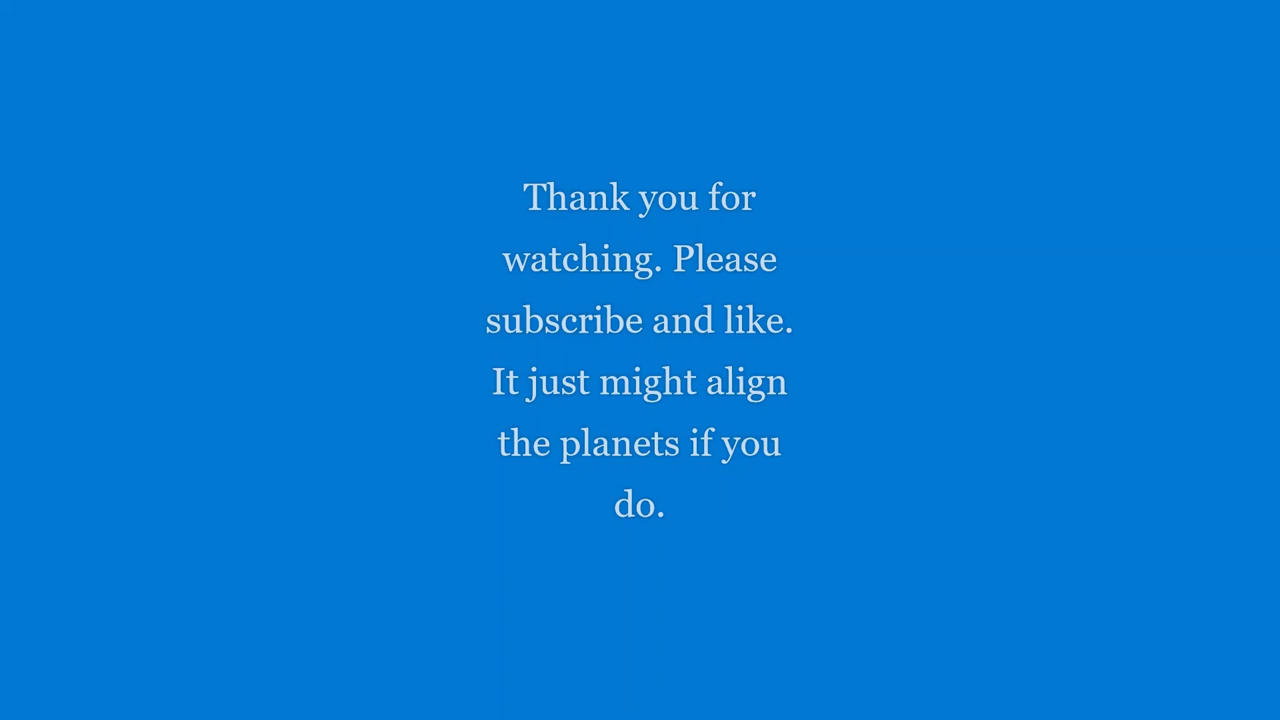 Thank you for
watching. Please
subscribe and like.
It just might align
the planets if you
do.